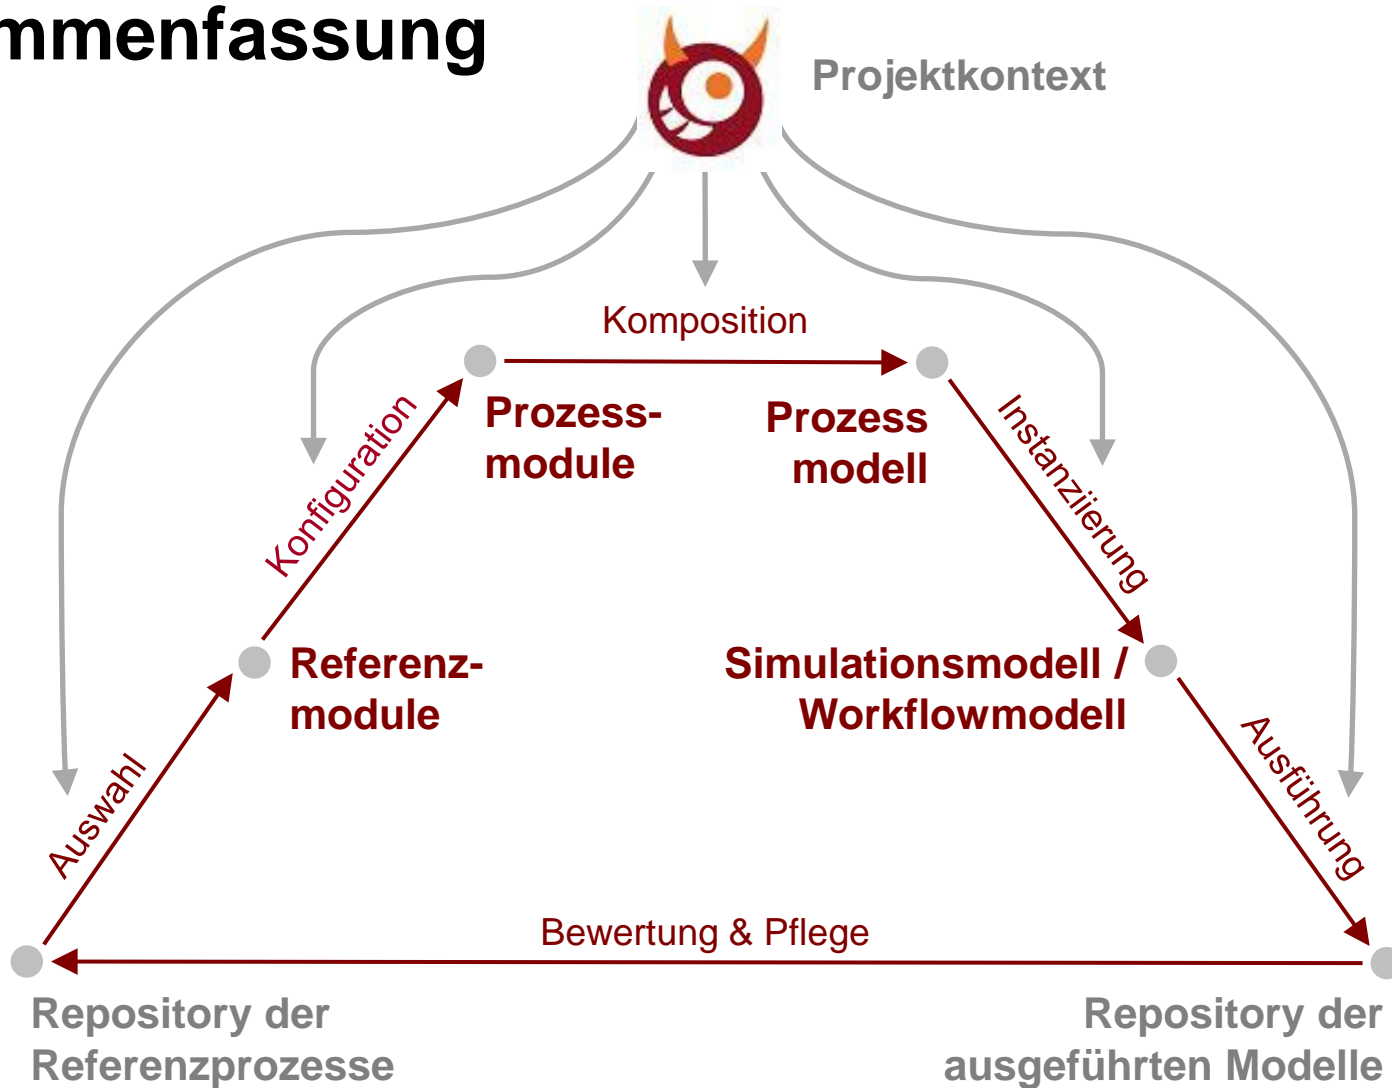 mmenfassung
Projektkontext
Komposition
Prozess-
module
Prozess
modell
Konfiguration
Instanziierung
Referenz-
module
Simulationsmodell /
Workflowmodell
Auswahl
Ausführung
Bewertung & Pflege
Repository der
Referenzprozesse
Repository der
ausgeführten Modelle